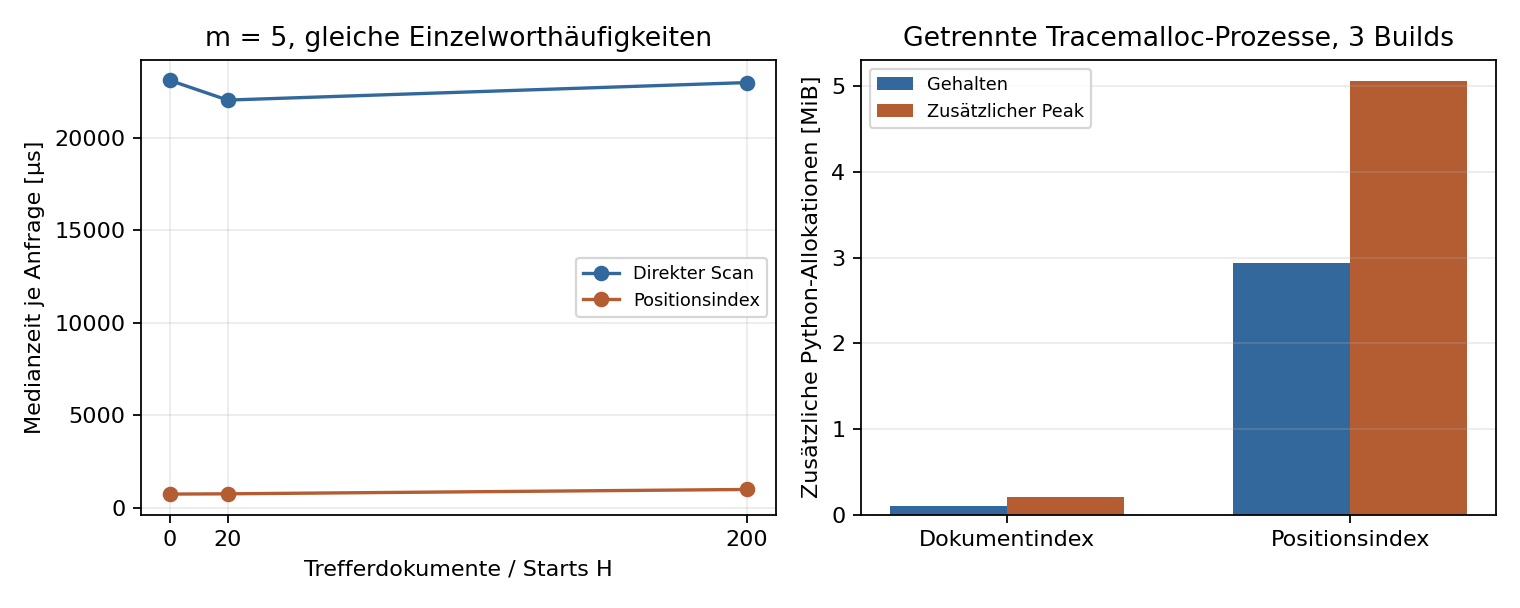 m = 5, gleiche Einzelworthäufigkeiten
Medianzeit je Anfrage [µs]
20000
15000
10000
5000
0
Direkter Scan
Positionsindex
0 20 200
Trefferdokumente / Starts H
Getrennte Tracemalloc-Prozesse, 3 Builds
Zusätzliche Python-Allokationen [MiB]
5
4
3
2
1
0
Gehalten
Zusätzlicher Peak
Dokumentindex Positionsindex